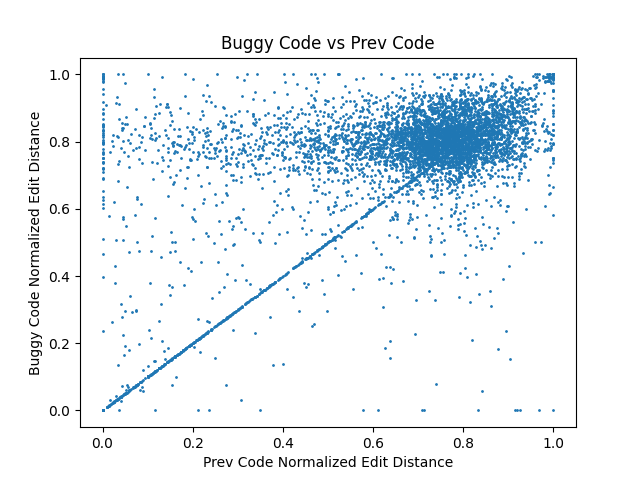 Buggy Code vs Prev Code
1.0
0.8
0.6
0.4
0.2
0.0
Buggy Code Normalized Edit Distance
0.0 0.2 0.4 0.6 0.8 1.0
Prev Code Normalized Edit Distance